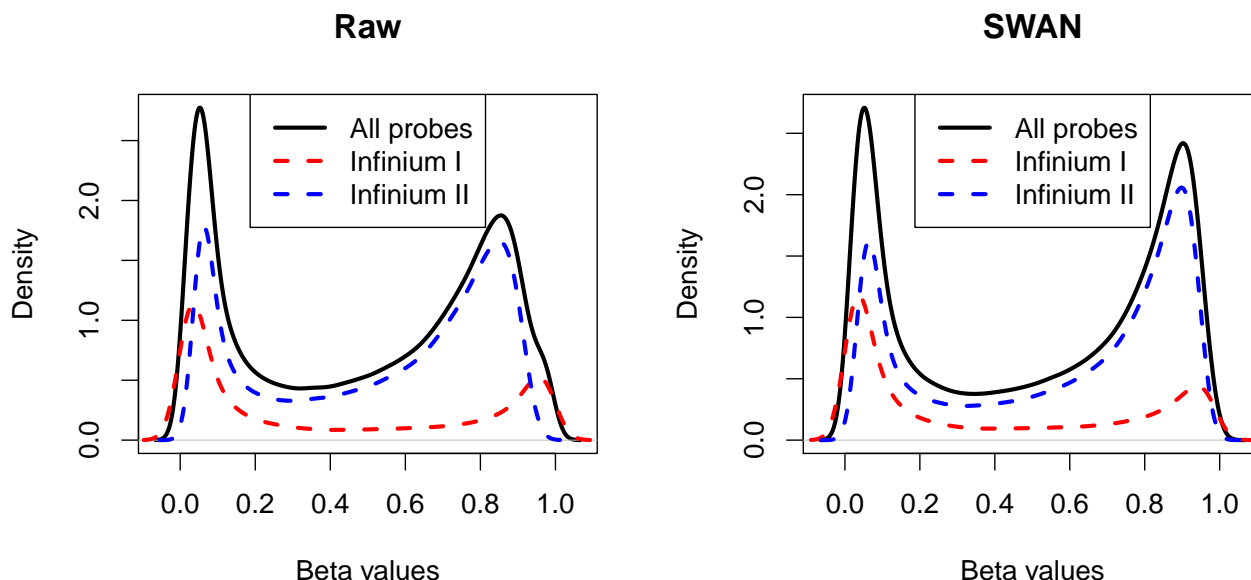 Raw
All probes
Infinium I
Infinium II
Density
0.0
1.0
2.0
0.0 0.2 0.4 0.6 0.8 1.0
Beta values
SWAN
All probes
Infinium I
Infinium II
Density
0.0
1.0
2.0
0.0 0.2 0.4 0.6 0.8 1.0
Beta values